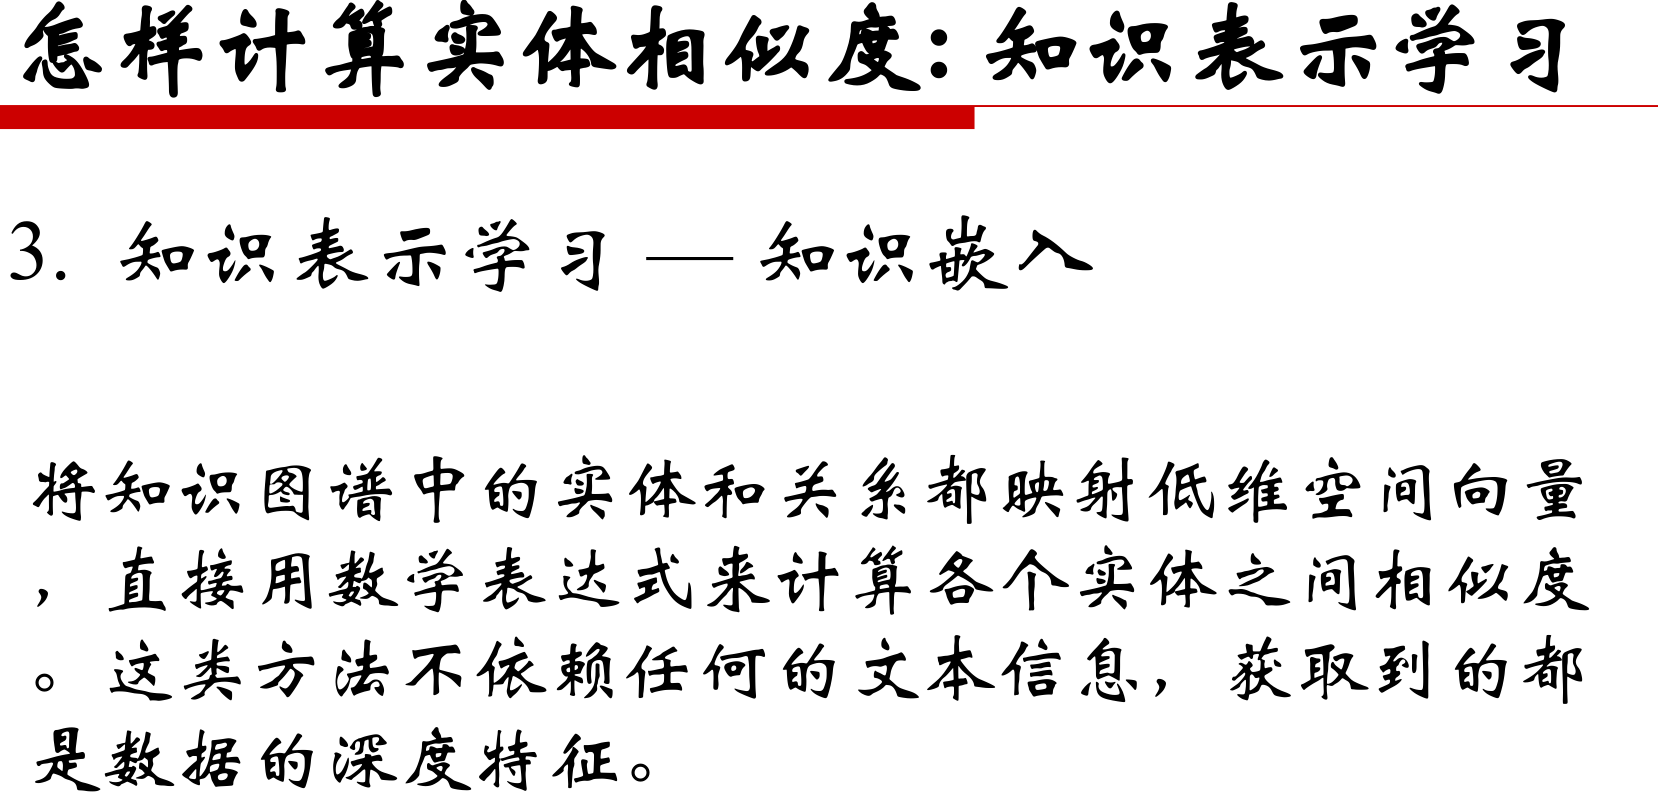 怎样计算实体相似度：知识表示学习
3. 知识表示学习 — 知识嵌入
将知识图谱中的实体和关系都映射低维空间向量
，直接用数学表达式来计算各个实体之间相似度
。这类方法不依赖任何的文本信息，获取到的都
是数据的深度特征。